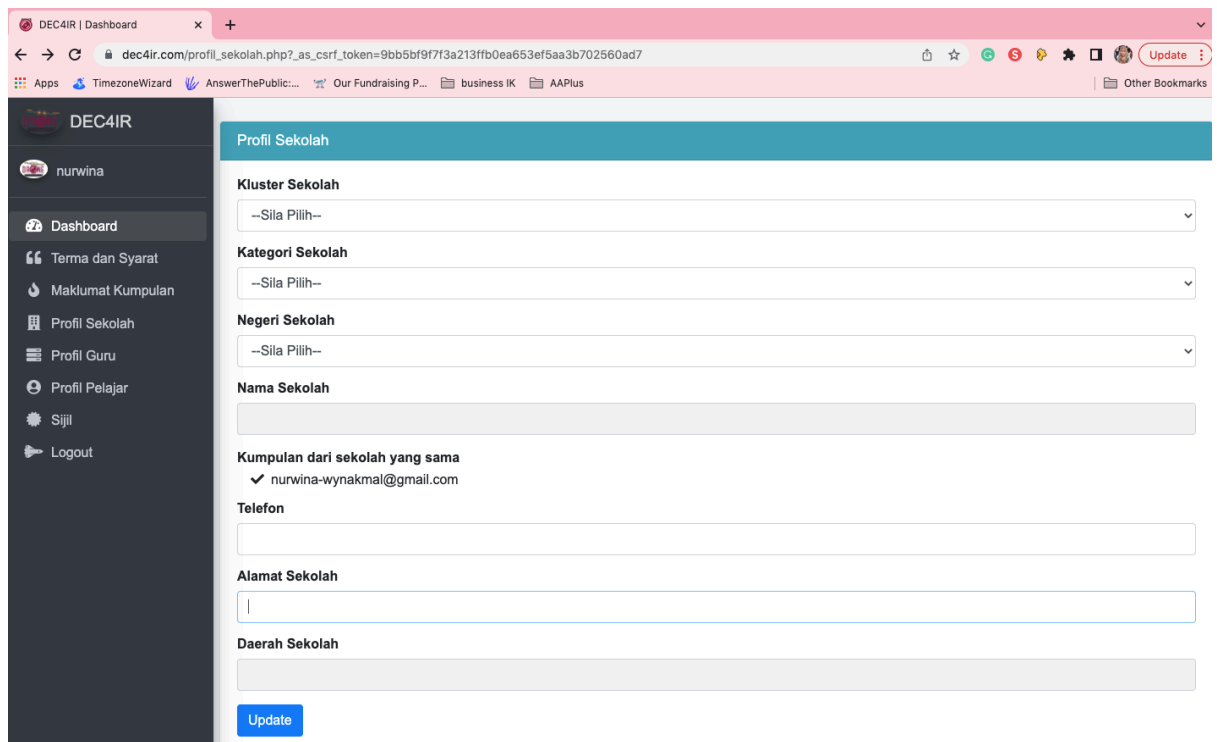 DEC4IR | Dashboard
dec4ir.com/profil_sekolah.php?_as_csrf_token=9bb5bf9f7f3a213ffb0ea653ef5aa3b702560ad7
Update
Apps TimezoneWizard AnswerThePublic:... Our Fundraising P... business IK AAPlus Other Bookmarks
DEC4IR
nurwina
Dashboard
Terma dan Syarat
Maklumat Kumpulan
Profil Sekolah
Profil Guru
Profil Pelajar
Sijil
Logout
Profil Sekolah
Kluster Sekolah
--Sila Pilih--
Kategori Sekolah
--Sila Pilih--
Negeri Sekolah
--Sila Pilih--
Nama Sekolah
Kumpulan dari sekolah yang sama
nurwina-wynakmal@gmail.com
Telefon
Alamat Sekolah
Daerah Sekolah
Update